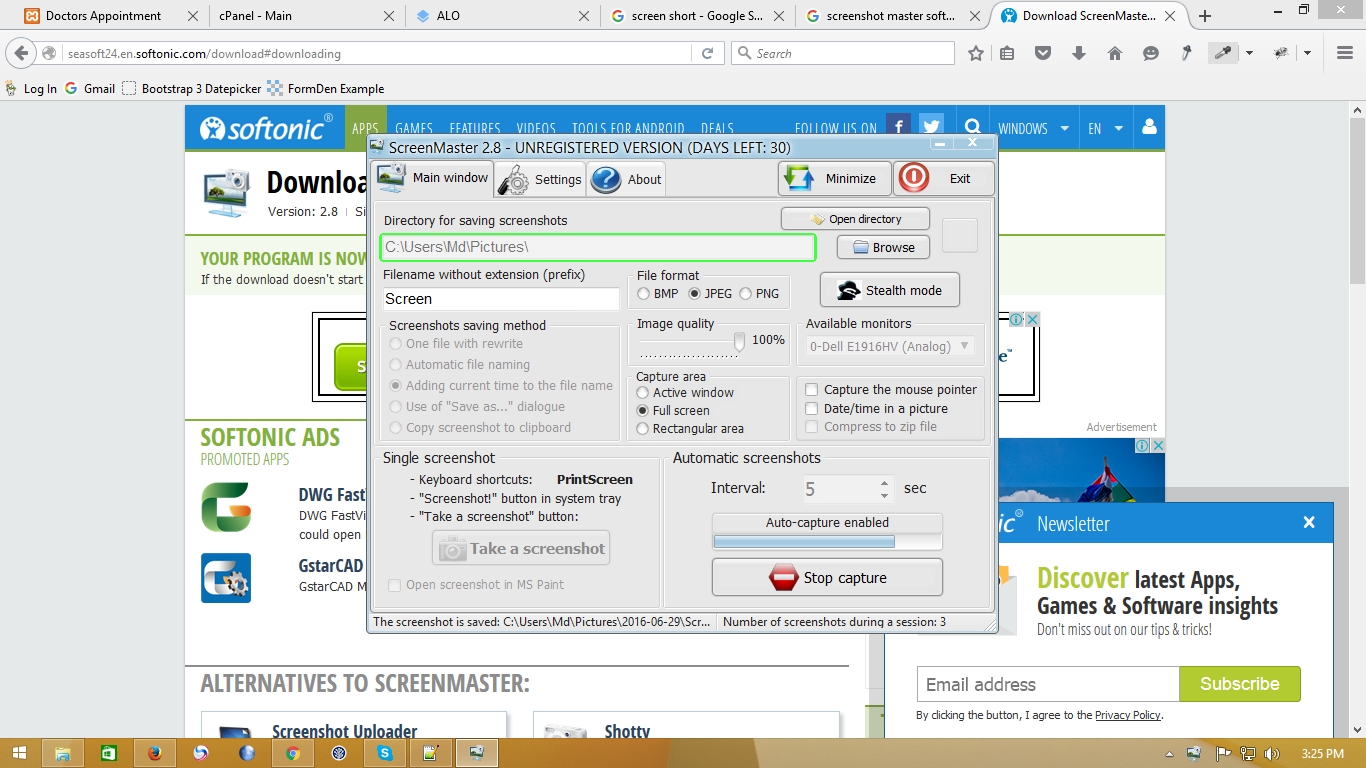 Doctors Appointment
cPanel - Main
ALO
screen short - Google S...
screenshot master soft...
Download ScreenMaste...
seasoft24.en.softonic.com/download#downloading
Search
Log In
Gmail
Bootstrap 3 Datepicker
FormDen Example
softonic®
APPS
GAMES
FEATURES
VIDEOS
TOOLS FOR ANDROID
DEALS
FOLLOW US ON
WINDOWS
EN
Downloa
Version: 2.8
YOUR PROGRAM IS NOW
If the download doesn't start
ScreenMaster 2.8 - UNREGISTERED VERSION (DAYS LEFT: 30)
Main window
Settings
About
Minimize
Exit
Directory for saving screenshots
Open directory
C:\Users\Md\Pictures\
Browse
Filename without extension (prefix)
Screen
File format
BMP
JPEG
PNG
Stealth mode
Screenshots saving method
One file with rewrite
Automatic file naming
Adding current time to the file name
Use of "Save as..." dialogue
Copy screenshot to clipboard
Image quality
100%
Available monitors
0-Dell E1916HV (Analog)
Capture area
Active window
Full screen
Rectangular area
Capture the mouse pointer
Date/time in a picture
Compress to zip file
Single screenshot
- Keyboard shortcuts: PrintScreen
- "Screenshot!" button in system tray
- "Take a screenshot" button:
Take a screenshot
Open screenshot in MS Paint
Automatic screenshots
Interval: 5 sec
Auto-capture enabled
Stop capture
The screenshot is saved: C:\Users\Md\Pictures\2016-06-29\Scr...
Number of screenshots during a session: 3
Advertisement
SOFTONIC ADS
PROMOTED APPS
DWG Fast
DWG FastVi
could open
GstarCAD
GstarCAD M
ALTERNATIVES TO SCREENMASTER:
Screenshot Uploader
Shotty
Newsletter
Discover latest Apps,
Games & Software insights
Don't miss out on our tips & tricks!
Email address
Subscribe
By clicking the button, I agree to the Privacy Policy.
3:25 PM